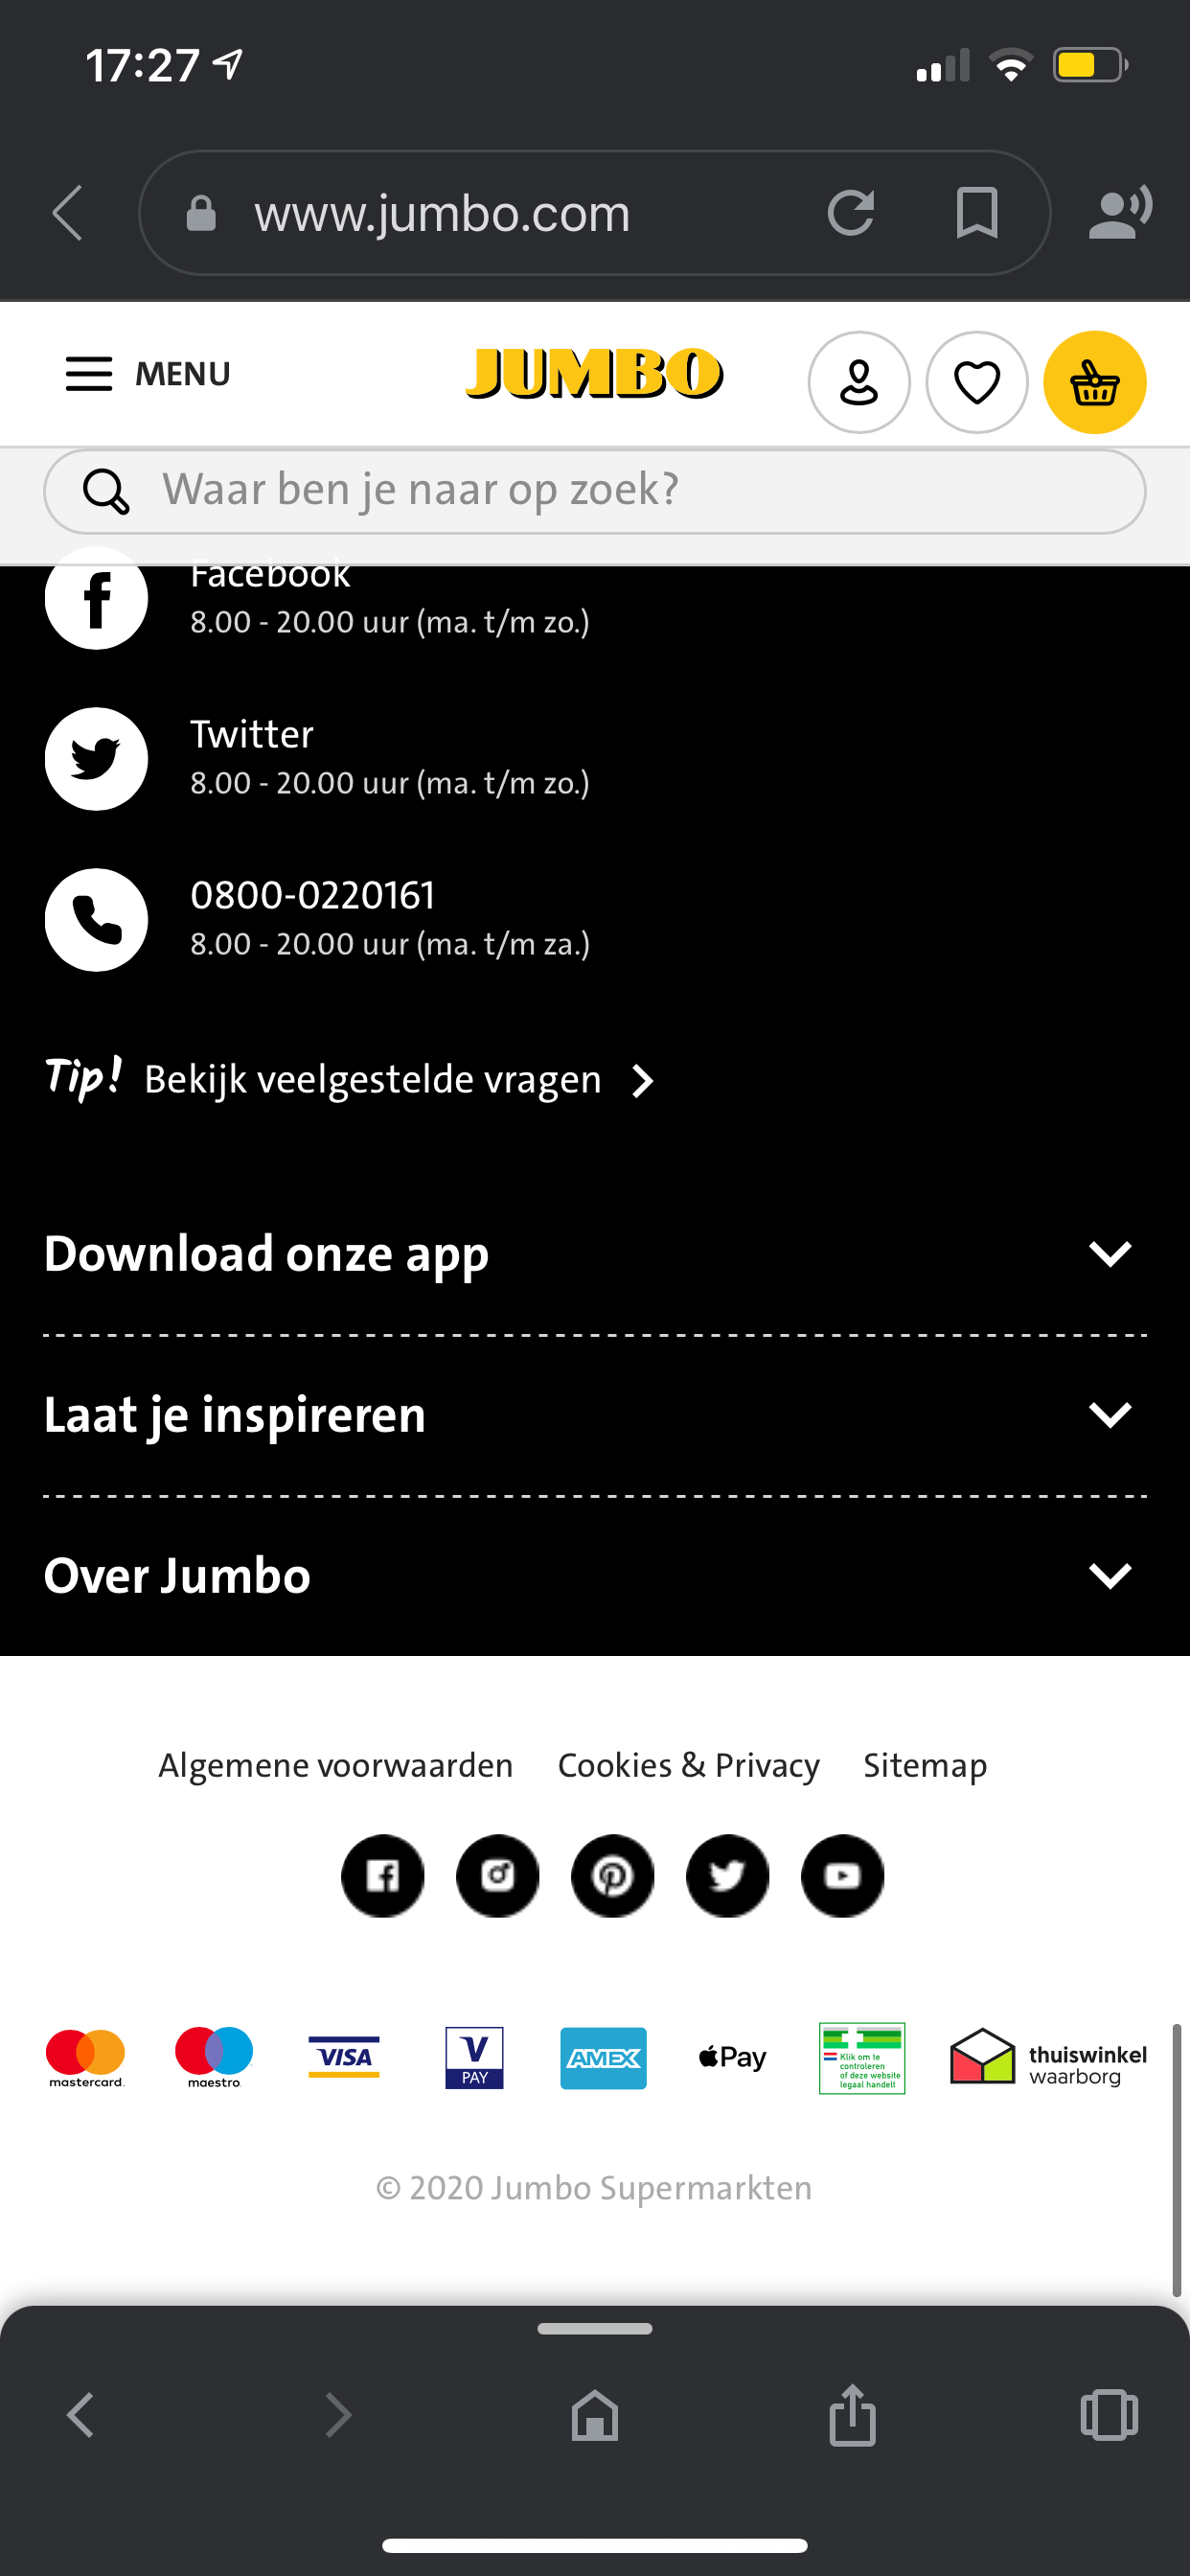 17:27
www.jumbo.com
MENU
JUMBO
Waar ben je naar op zoek?
Facebook
8.00 - 20.00 uur (ma. t/m zo.)
Twitter
8.00 - 20.00 uur (ma. t/m zo.)
0800-0220161
8.00 - 20.00 uur (ma. t/m za.)
Tip! Bekijk veelgestelde vragen
Download onze app
Laat je inspireren
Over Jumbo
Algemene voorwaarden Cookies & Privacy Sitemap
mastercard.
maestro.
VISA
V
PAY
AMEX
Pay
Klik om te
controleren
of deze website
legaal handelt
thuiswinkel
waarborg
© 2020 Jumbo Supermarkten